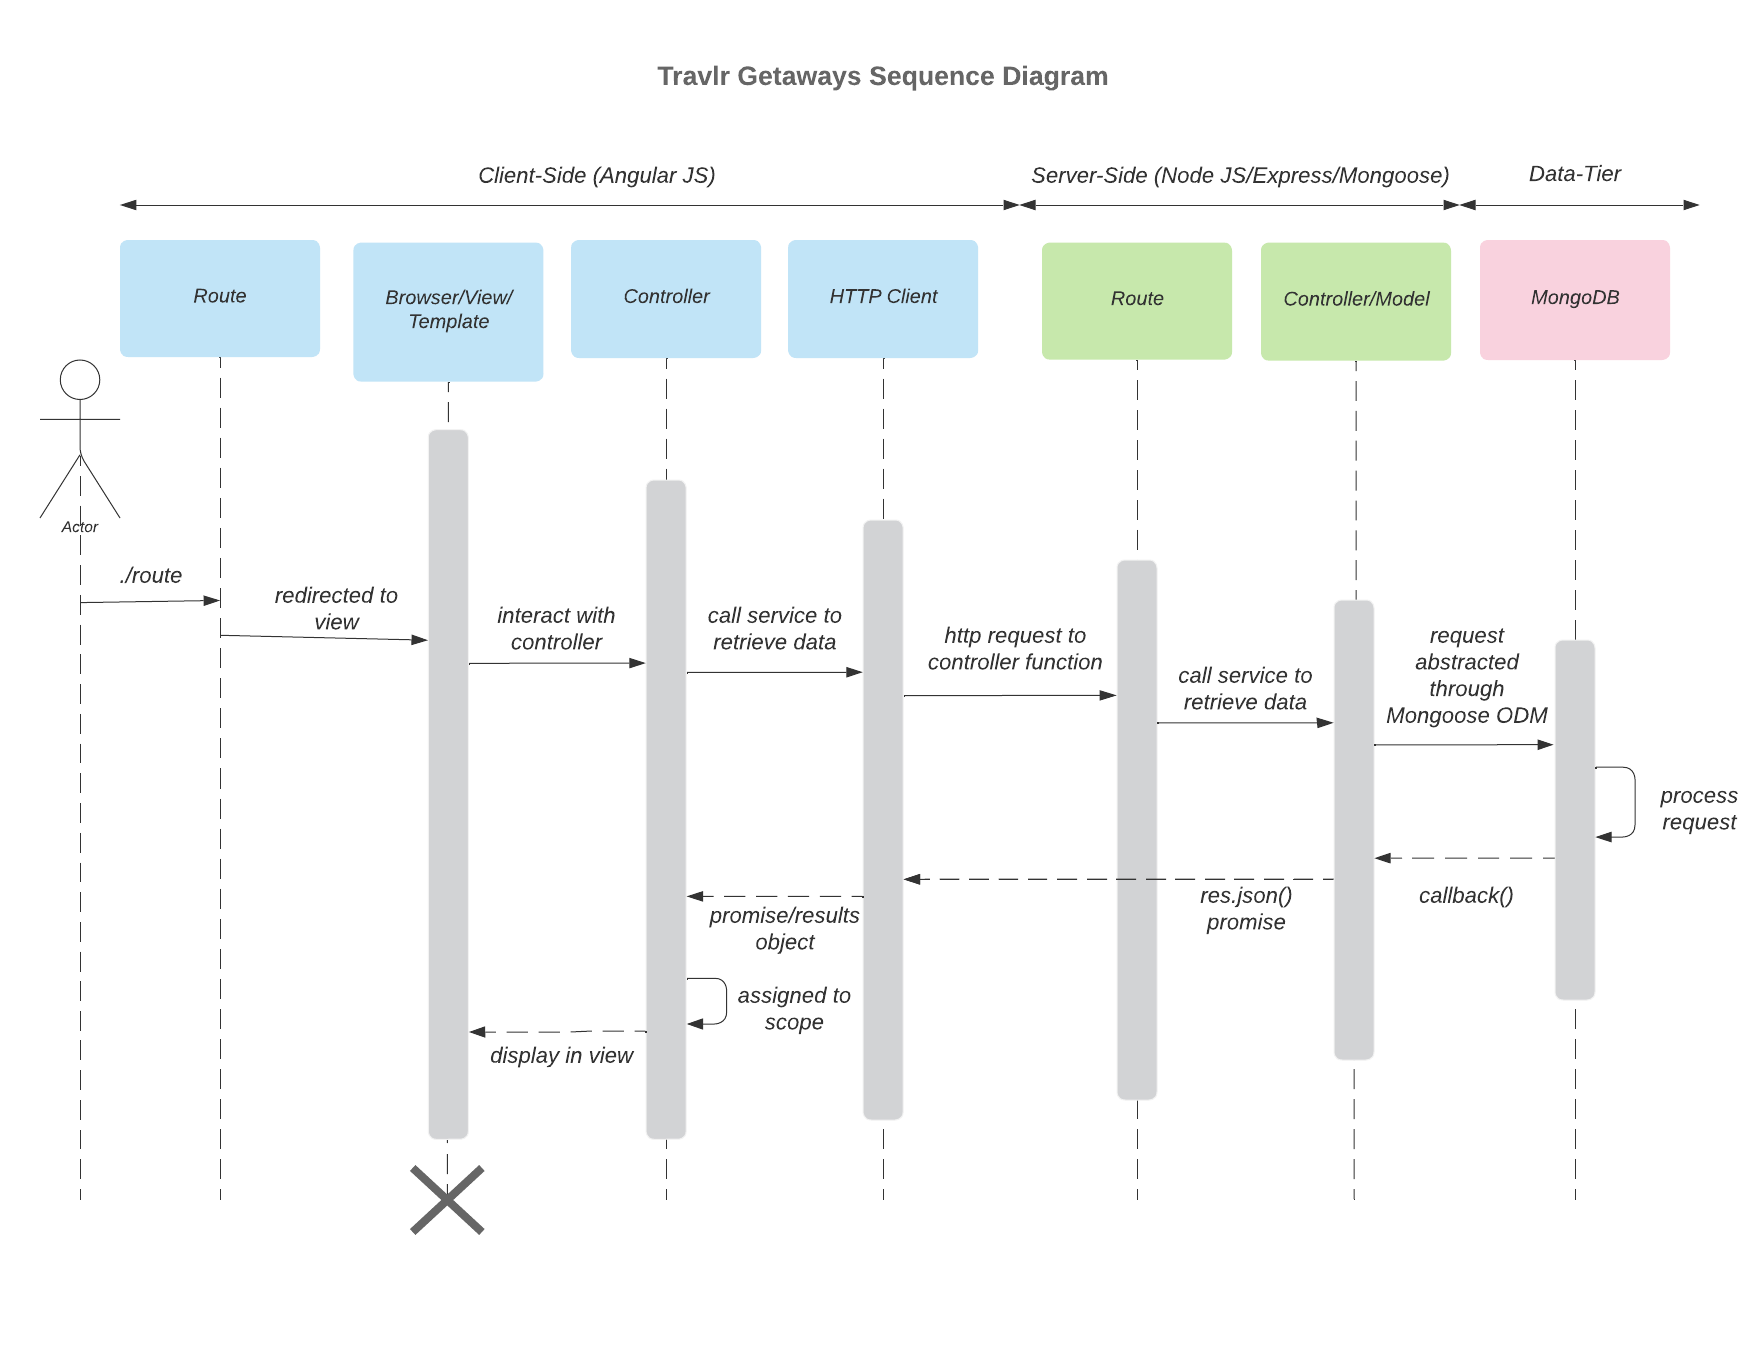 Travlr Getaways Sequence Diagram
Client-Side (Angular JS)
Server-Side (Node JS/Express/Mongoose)
Data-Tier
Route
Browser/View/
Template
Controller
HTTP Client
Route
Controller/Model
MongoDB
Actor
./route
redirected to
view
interact with
controller
call service to
retrieve data
http request to
controller function
call service to
retrieve data
request
abstracted
through
Mongoose ODM
process
request
callback()
res.json()
promise
promise/results
object
assigned to
scope
display in view